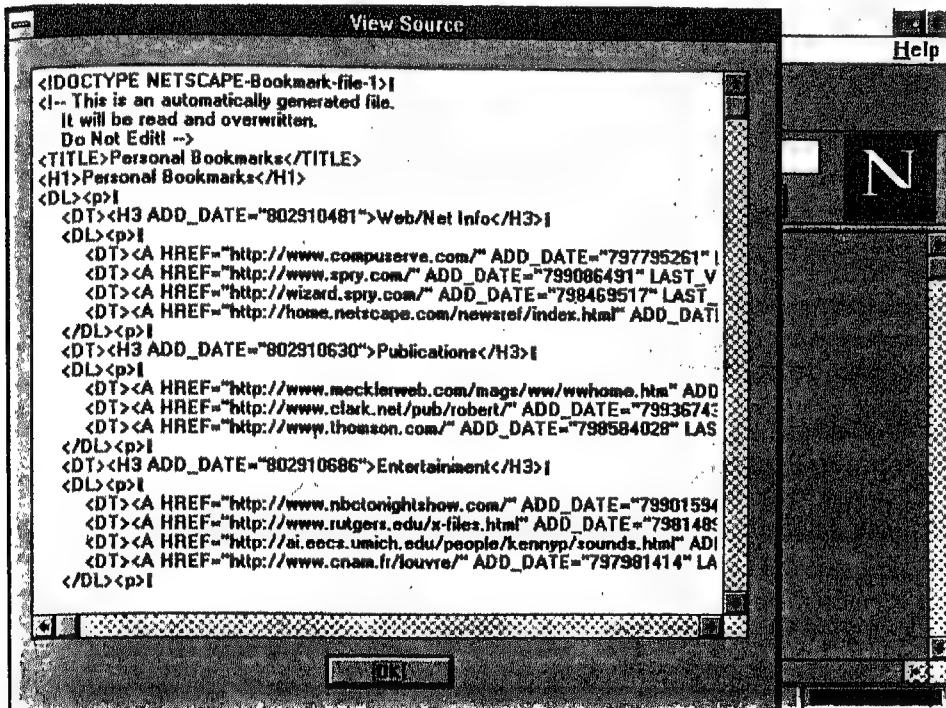 View Source
Help
N
<!DOCTYPE NETSCAPE-Bookmark-file-1>
<!-- This is an automatically generated file.
It will be read and overwritten.
Do Not Edit! -->
<TITLE>Personal Bookmarks</TITLE>
<H1>Personal Bookmarks</H1>
<DL><p>
<DT><H3 ADD_DATE="802910481">Web/Net Info</H3>
<DL><p>
<DT><A HREF="http://www.compuserve.com/" ADD_DATE="797795261" 
<DT><A HREF="http://www.spry.com/" ADD_DATE="799086491" LAST_V
<DT><A HREF="http://wizard.spry.com/" ADD_DATE="798469517" LAST_
<DT><A HREF="http://home.netscape.com/newsref/index.html" ADD_DAT
</DL><p>
<DT><H3 ADD_DATE="802910630">Publications</H3>
<DL><p>
<DT><A HREF="http://www.mecklerweb.com/mags/ww/wwhome.htm" ADD
<DT><A HREF="http://www.clark.net/pub/robert/" ADD_DATE="7993674
<DT><A HREF="http://www.thomson.com/" ADD_DATE="798584028" LAS
</DL><p>
<DT><H3 ADD_DATE="802910686">Entertainment</H3>
<DL><p>
<DT><A HREF="http://www.nbctonightshow.com/" ADD_DATE="79901594
<DT><A HREF="http://www.rutgers.edu/x-files.html" ADD_DATE="798148
<DT><A HREF="http://ai.eecs.umich.edu/people/kennyp/sounds.html" AD
<DT><A HREF="http://www.cnam.fr/louvre/" ADD_DATE="797981414" LA
</DL><p>
OK